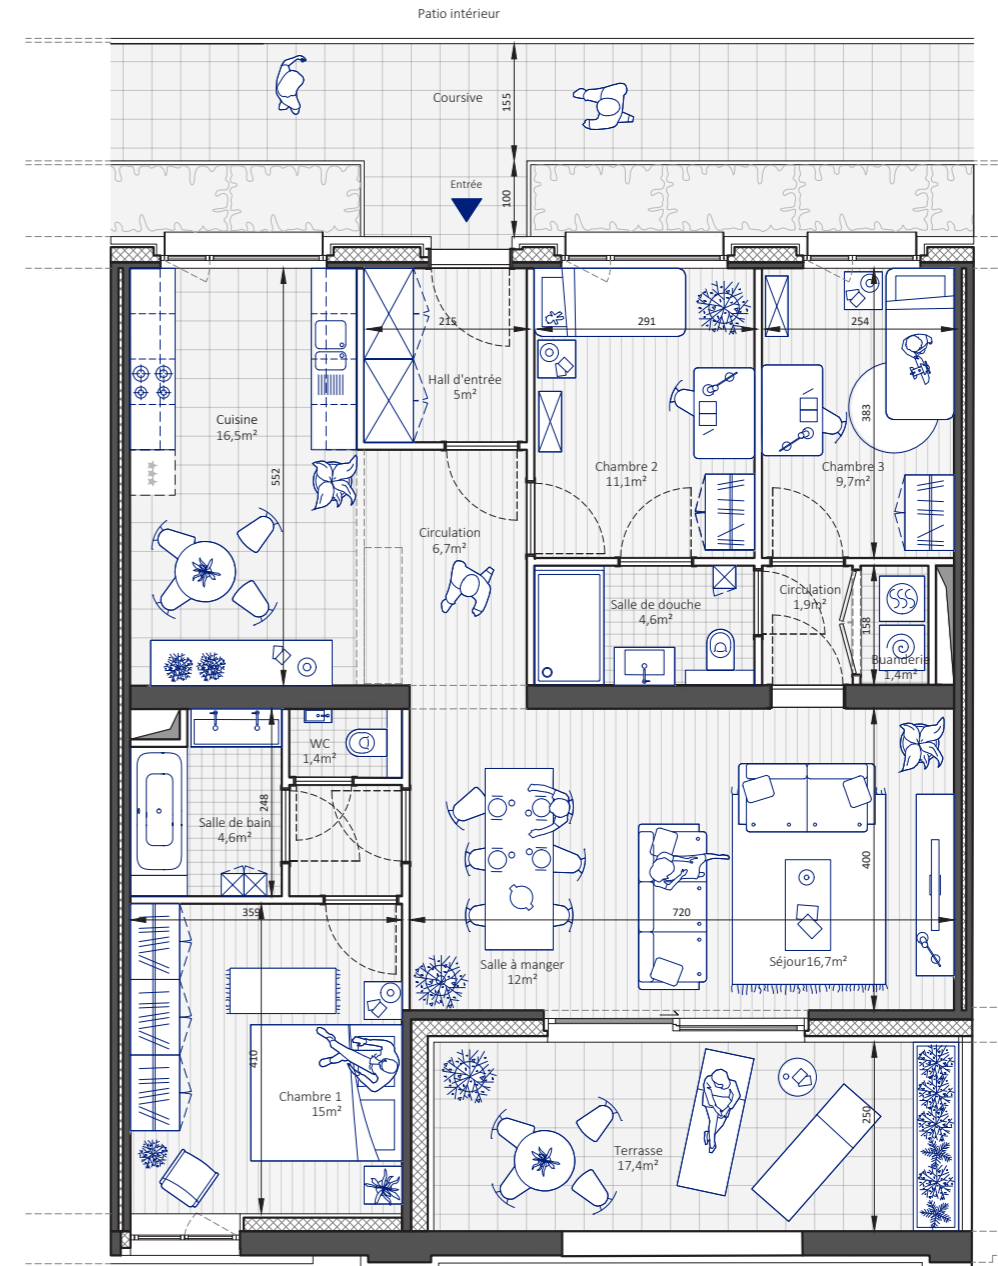 Patio intérieur
Coursive
155
Entrée
100
215
291
254
Hall d'entrée
5m²
Cuisine
16,5m²
383
Chambre 2
11,1m²
Chambre 3
9,7m²
552
Circulation
6,7m²
Salle de douche
4,6m²
Circulation
1,9m²
158
Buanderie
1,4m²
WC
1,4m²
248
Salle de bain
4,6m²
400
359
720
Salle à manger
12m²
Séjour16,7m²
410
Chambre 1
15m²
250
Terrasse
17,4m²